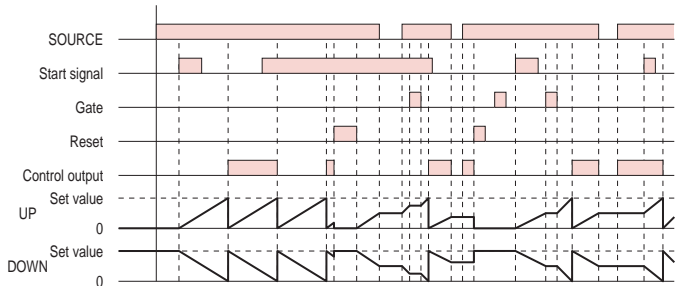 SOURCE
Start signal
Gate
Reset
Control output
Set value
UP
0
Set value
DOWN
0